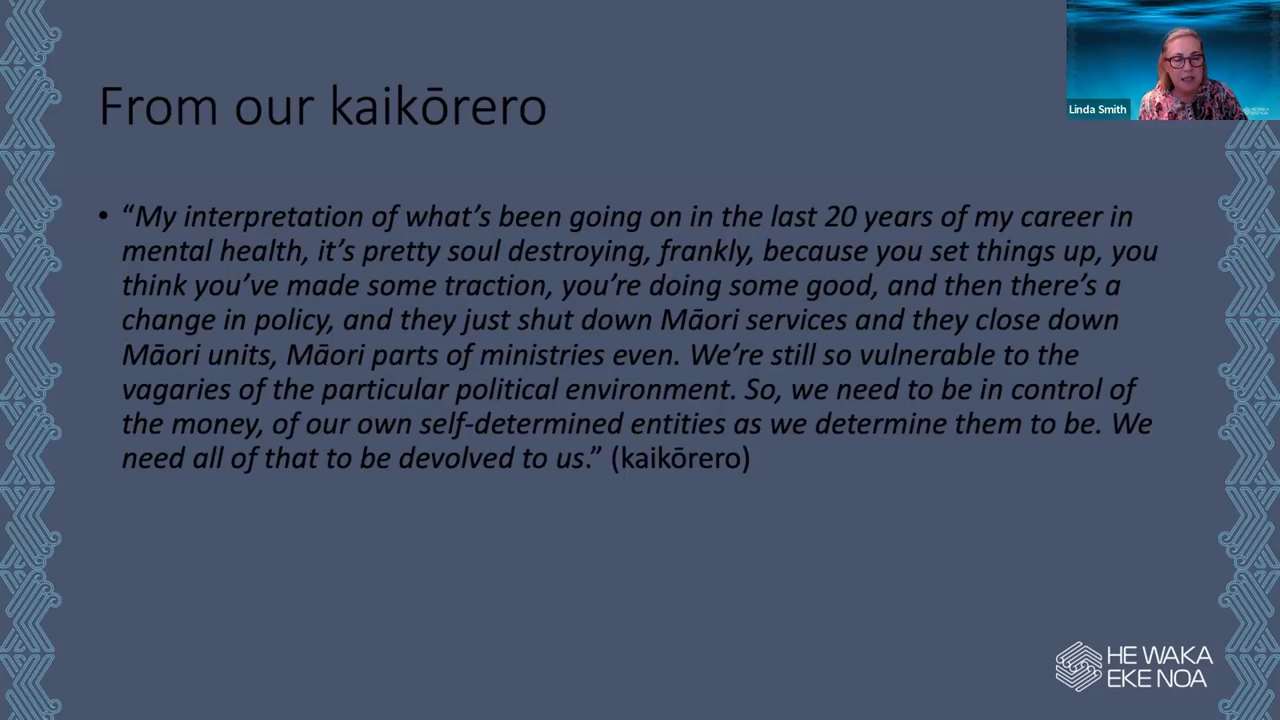 From our kaikōrero
Linda Smith
• “My interpretation of what’s been going on in the last 20 years of my career in
mental health, it’s pretty soul destroying, frankly, because you set things up, you
think you’ve made some traction, you’re doing some good, and then there’s a
change in policy, and they just shut down Māori services and they close down
Māori units, Māori parts of ministries even. We’re still so vulnerable to the
vagaries of the particular political environment. So, we need to be in control of
the money, of our own self-determined entities as we determine them to be. We
need all of that to be devolved to us.” (kaikōrero)
HE WAKA
EKE NOA